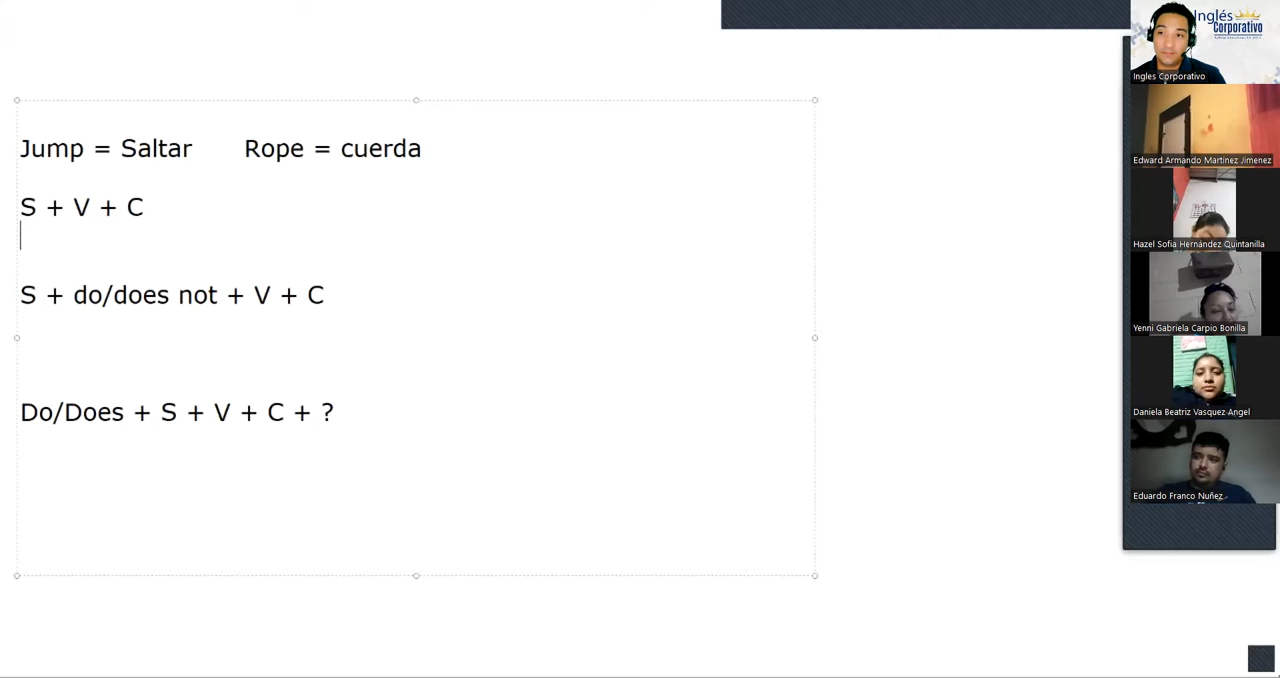 Jump = Saltar Rope = cuerda
S + V + C
S + do/does not + V + C
Do/Does + S + V + C + ?
Inglés
Corporativo
Ingles Corporativo
Edward Armando Martinez Jimenez
Hazel Sofia Hernández Quintanilla
Yenni Gabriela Carpio Bonilla
Daniela Beatriz Vasquez Angel
Eduardo Franco Nuñez